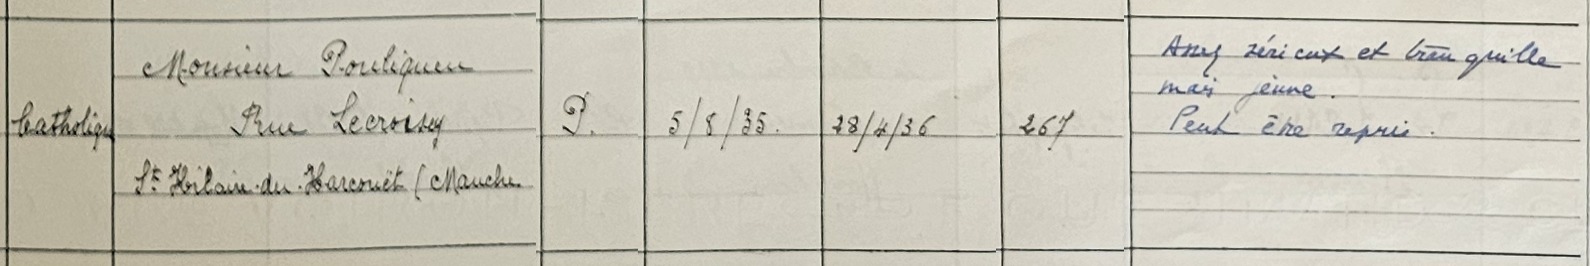 Catholique
Monsieur Pouliquen
Rue Lecroisey
St Hilaire-du-Harcouët (Manche
P.
5/8/35.
28/4/36
267
Assez sérieux et tranquille
mais jeune.
Peut être repris.